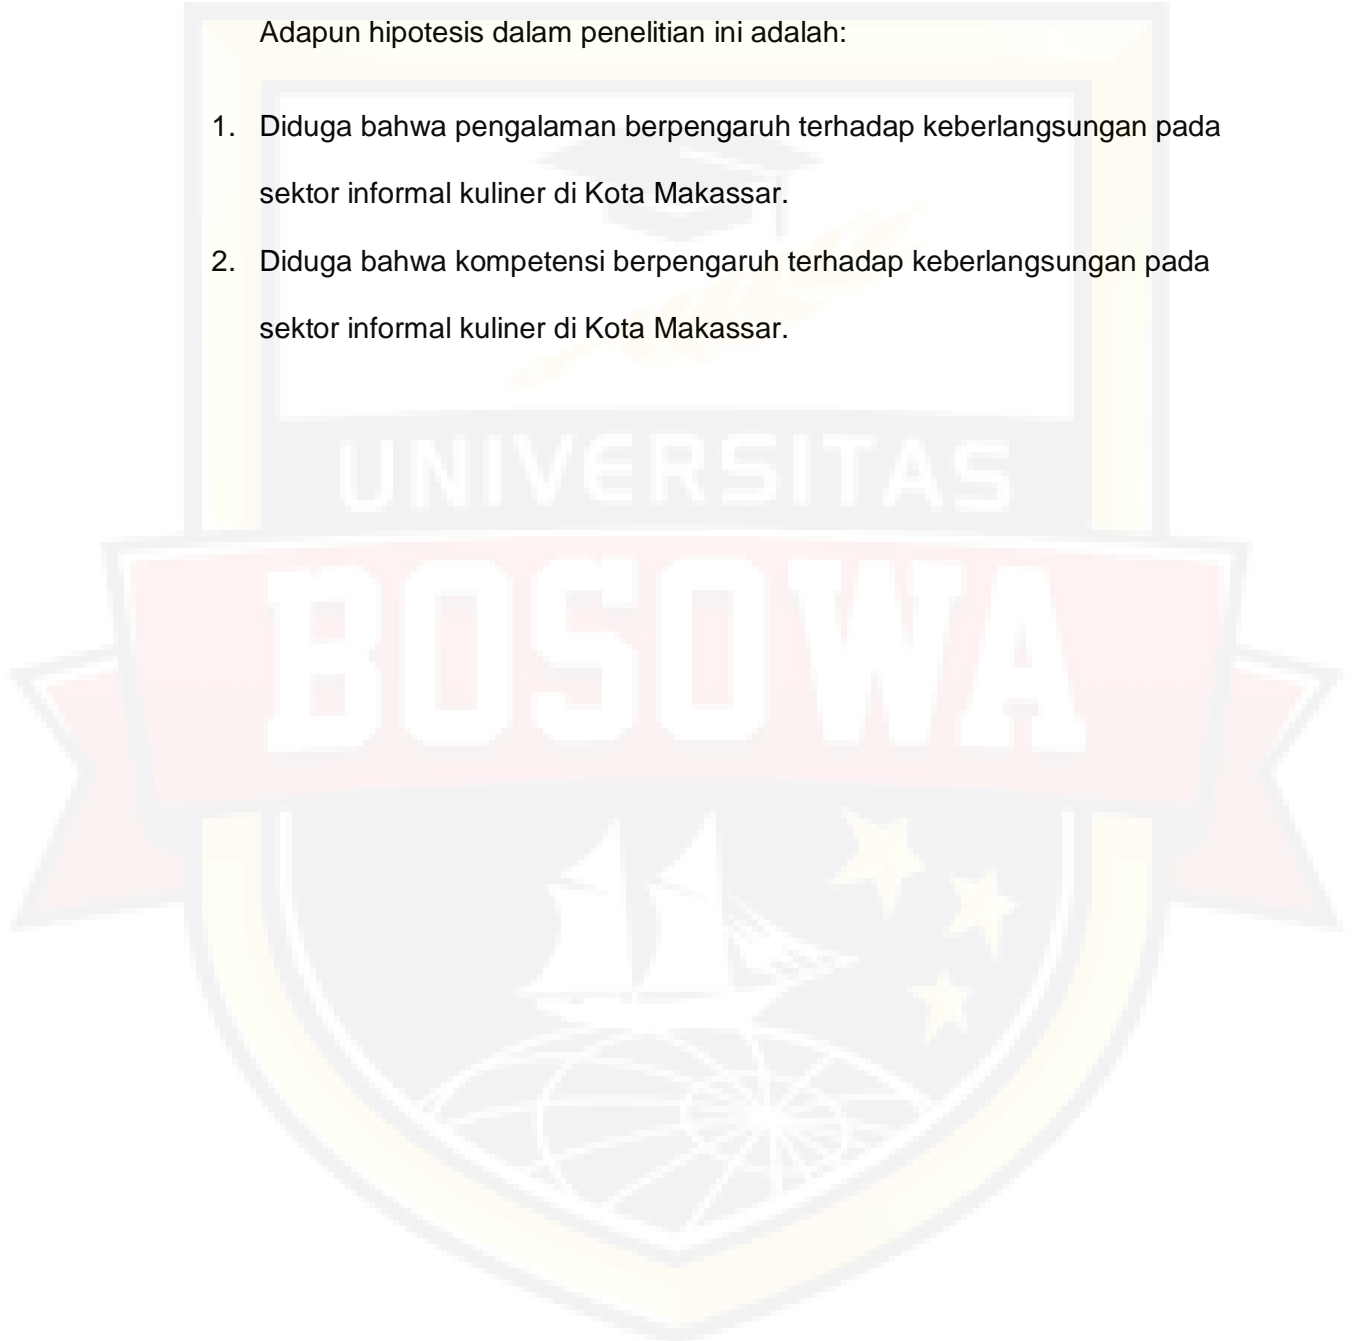 Adapun hipotesis dalam penelitian ini adalah:
1. Diduga bahwa pengalaman berpengaruh terhadap keberlangsungan pada
sektor informal kuliner di Kota Makassar.
2. Diduga bahwa kompetensi berpengaruh terhadap keberlangsungan pada
sektor informal kuliner di Kota Makassar.
UNIVERSITAS
BOSOWA